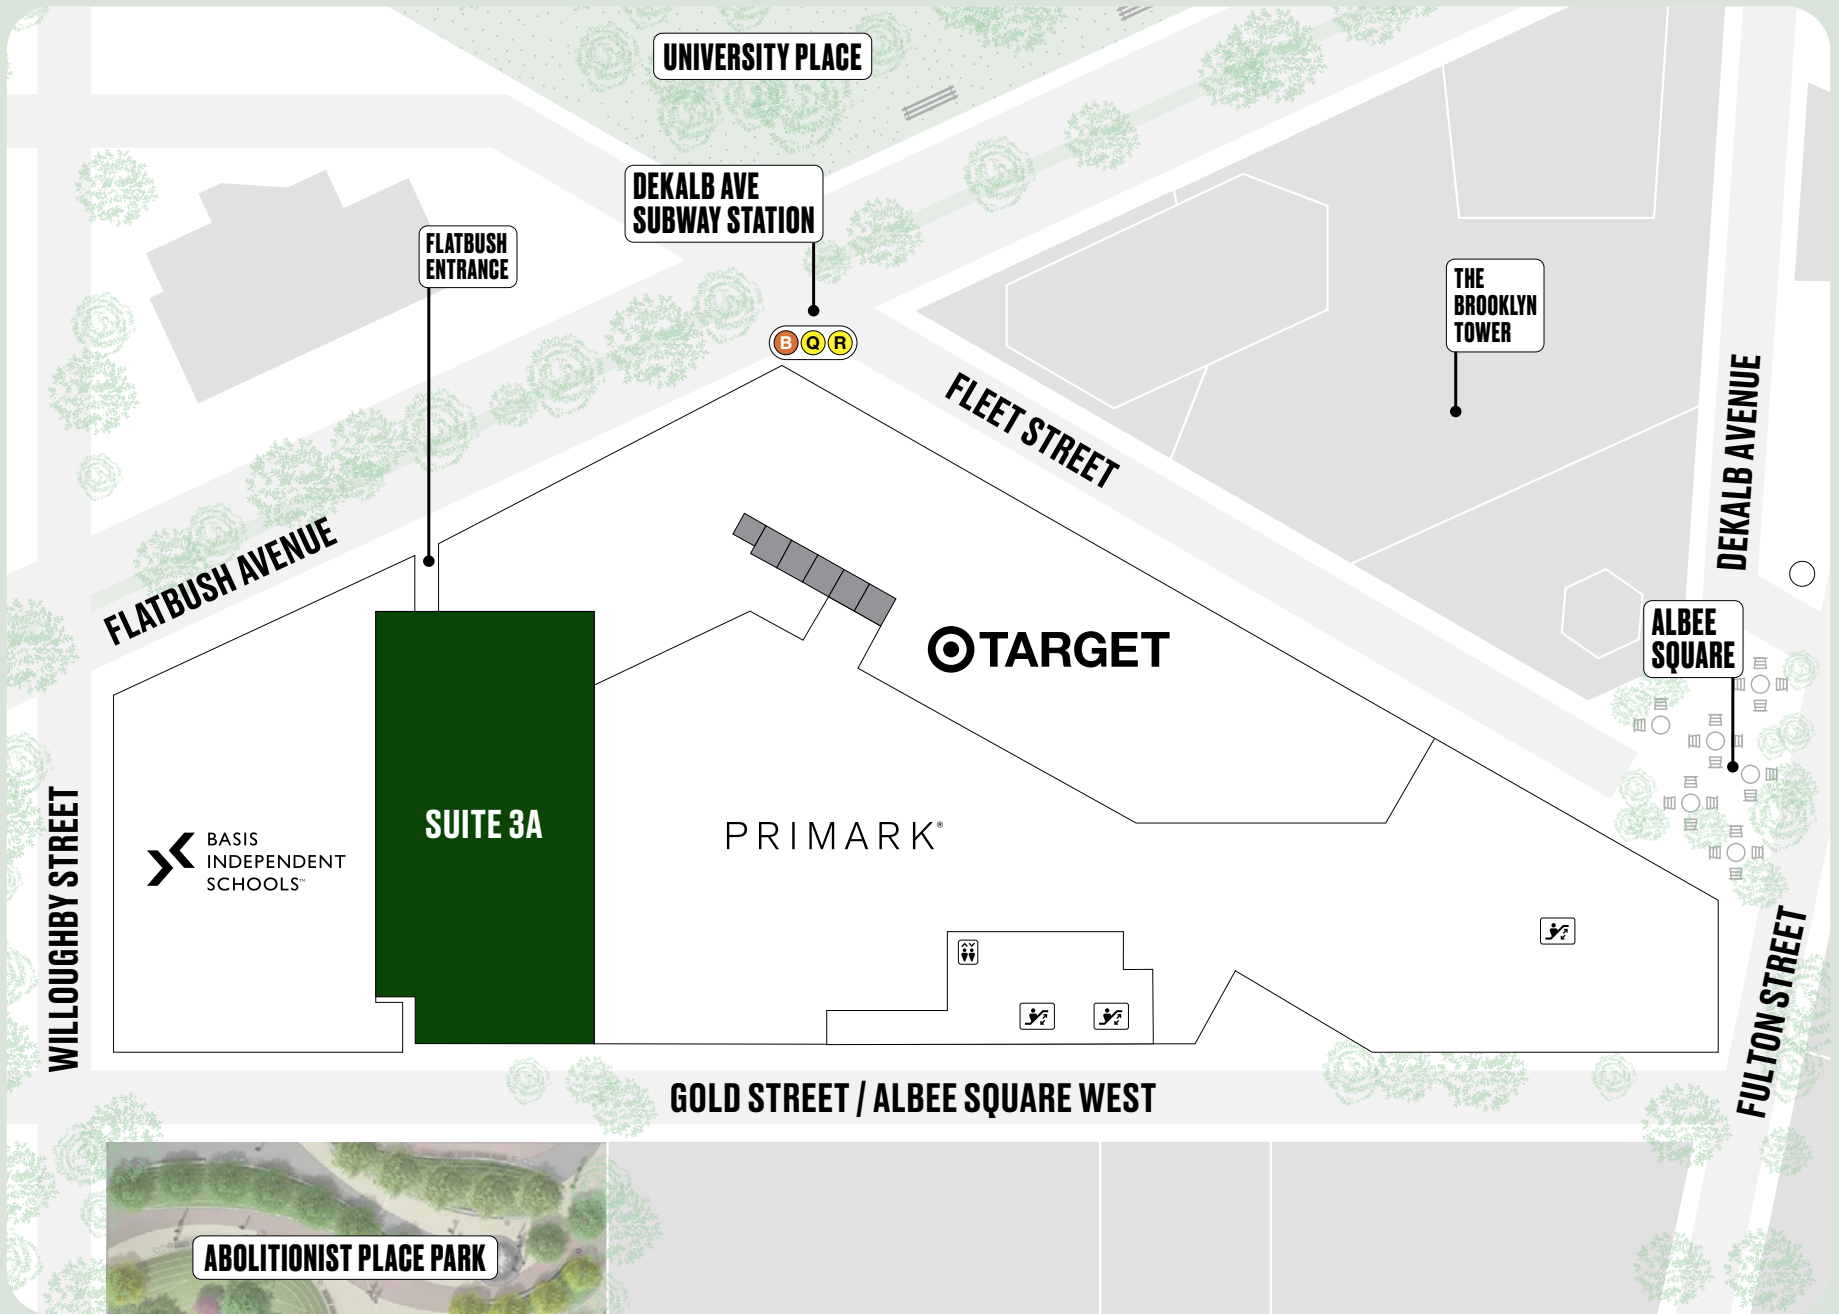 UNIVERSITY PLACE
DEKALB AVE
SUBWAY STATION
FLATBUSH
ENTRANCE
B Q R
THE
BROOKLYN
TOWER
FLEET STREET
DEKALB AVENUE
FLATBUSH AVENUE
ALBEE
SQUARE
TARGET
SUITE 3A
PRIMARK®
BASIS
INDEPENDENT
SCHOOLS™
WILLOUGHBY STREET
FULTON STREET
GOLD STREET / ALBEE SQUARE WEST
ABOLITIONIST PLACE PARK